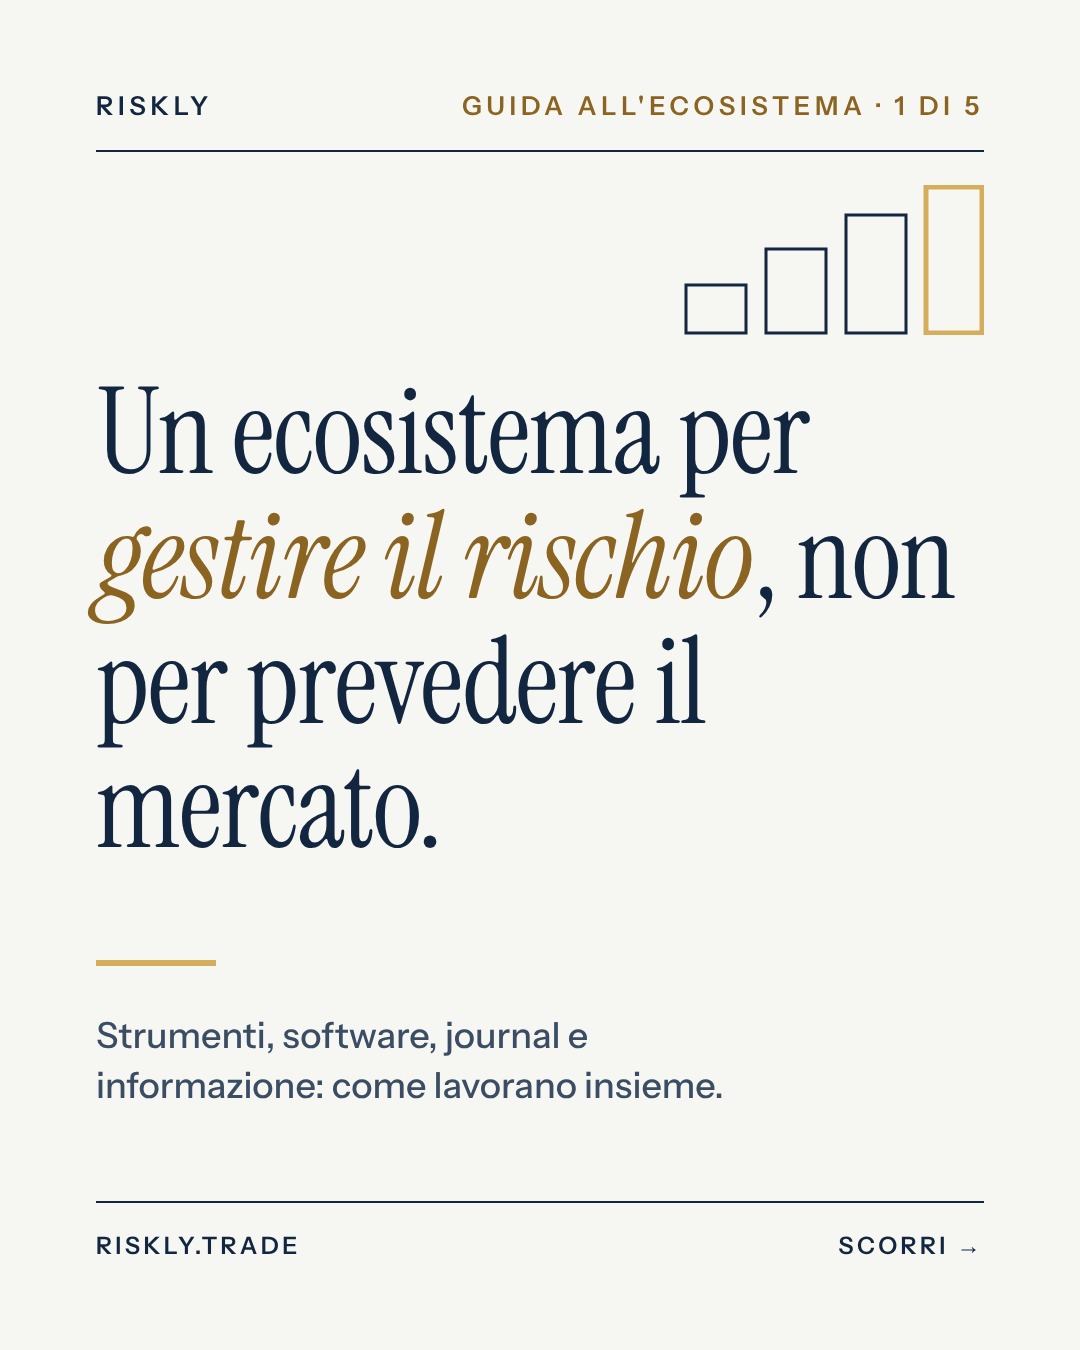 RISKLY
GUIDA ALL'ECOSISTEMA · 1 DI 5
Un ecosistema per
gestire il rischio, non
per prevedere il
mercato.
Strumenti, software, journal e
informazione: come lavorano insieme.
RISKLY.TRADE
SCORRI →